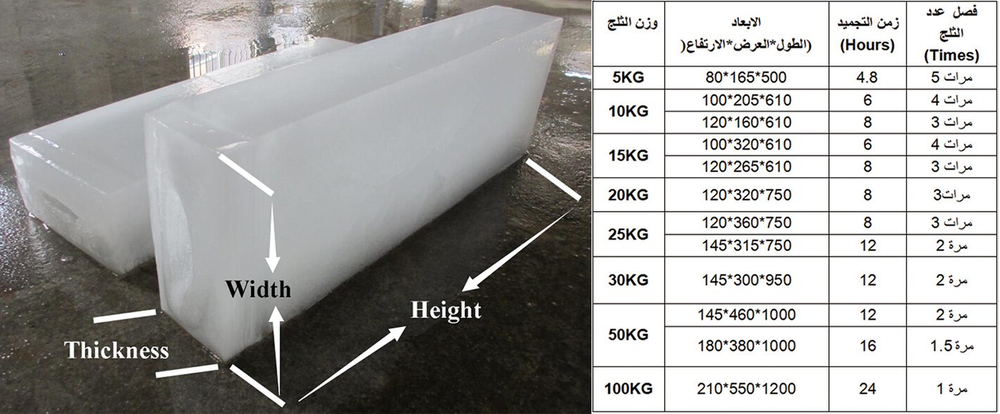 Width
Height
Thickness
وزن الثلج
الابعاد
(الطول*العرض*الارتفاع(
زمن التجميد
(Hours)
فصل عدد
الثلج
(Times)
5KG 80*165*500 4.8 5 مرات
10KG 100*205*610 6 4 مرات
120*160*610 8 3 مرات
15KG 100*320*610 6 4 مرات
120*265*610 8 3 مرات
20KG 120*320*750 8 3مرات
25KG 120*360*750 8 3 مرات
145*315*750 12 2 مرة
30KG 145*300*950 12 2 مرة
50KG 145*460*1000 12 2 مرة
180*380*1000 16 1.5 مرة
100KG 210*550*1200 24 1 مرة